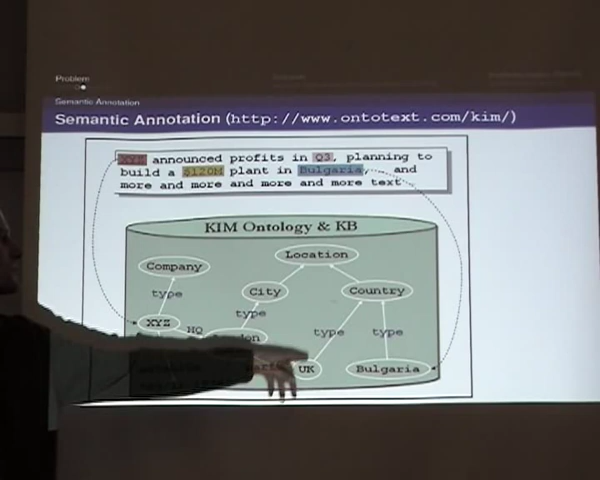 Problem
Semantic Annotation
Semantic Annotation (http://www.ontotext.com/kim/)
XYZ announced profits in Q3, planning to
build a $120M plant in Bulgaria, and
more and more and more and more text
KIM Ontology & KB
Location
Company
City
Country
type
type
XYZ
HQ
type
type
UK
Bulgaria